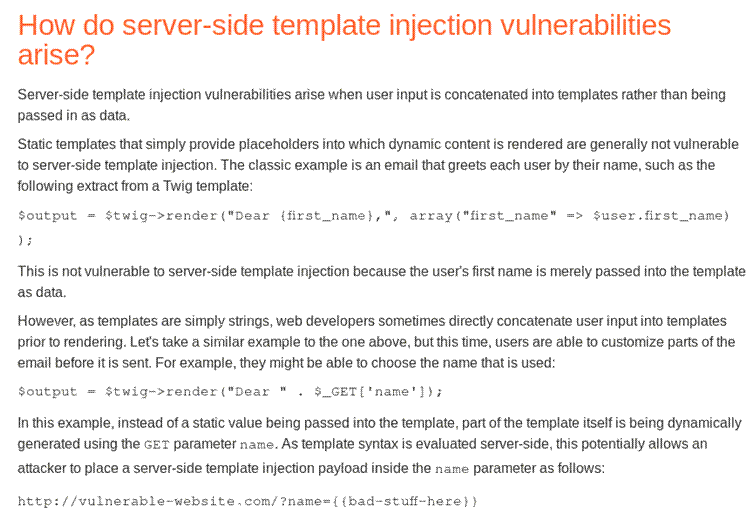 How do server-side template injection vulnerabilities
arise?
Server-side template injection vulnerabilities arise when user input is concatenated into templates rather than being
passed in as data.
Static templates that simply provide placeholders into which dynamic content is rendered are generally not vulnerable
to server-side template injection. The classic example is an email that greets each user by their name, such as the
following extract from a Twig template:
$output = $twig->render("Dear {first_name},", array("first_name" => $user.first_name)
);
This is not vulnerable to server-side template injection because the user's first name is merely passed into the template
as data.
However, as templates are simply strings, web developers sometimes directly concatenate user input into templates
prior to rendering. Let's take a similar example to the one above, but this time, users are able to customize parts of the
email before it is sent. For example, they might be able to choose the name that is used:
$output = $twig->render("Dear " . $_GET['name']);
In this example, instead of a static value being passed into the template, part of the template itself is being dynamically
generated using the GET parameter name. As template syntax is evaluated server-side, this potentially allows an
attacker to place a server-side template injection payload inside the name parameter as follows:
http://vulnerable-website.com/?name={{bad-stuff-here}}